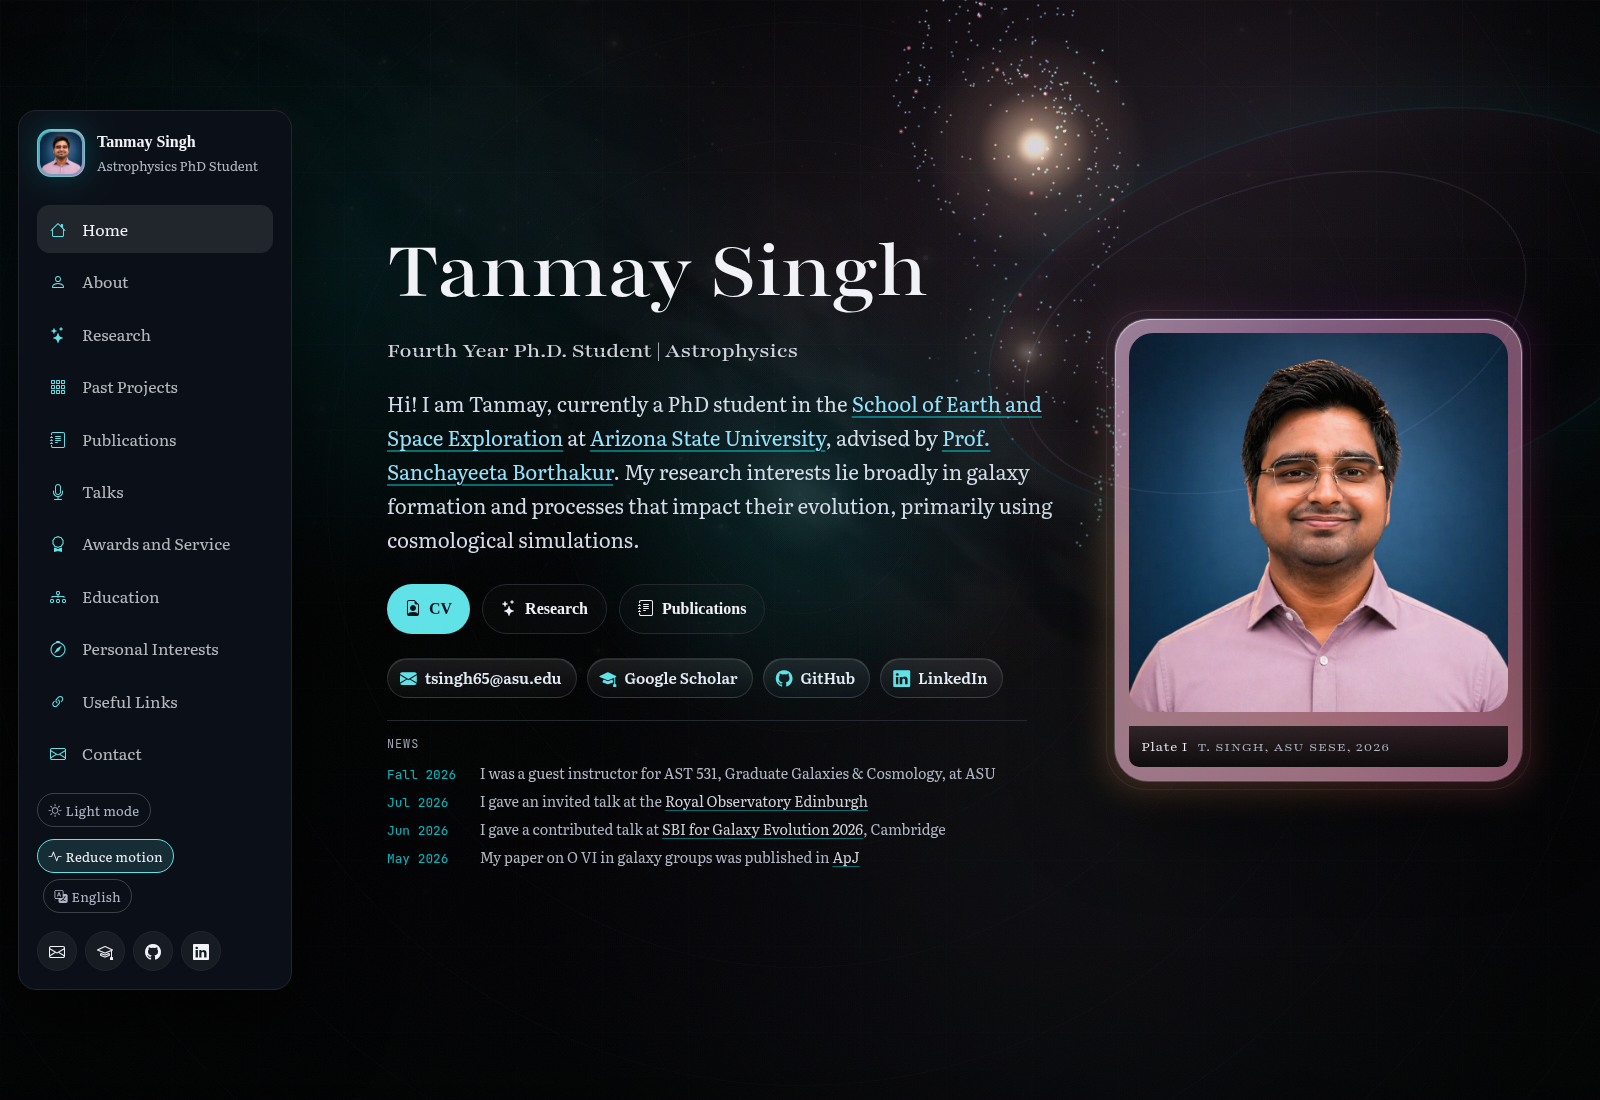 Tanmay Singh
Astrophysics PhD Student
Home
About
Research
Past Projects
Publications
Talks
Awards and Service
Education
Personal Interests
Useful Links
Contact
Light mode
Reduce motion
English
Tanmay Singh
Fourth Year Ph.D. Student | Astrophysics
Hi! I am Tanmay, currently a PhD student in the School of Earth and
Space Exploration at Arizona State University, advised by Prof.
Sanchayeeta Borthakur. My research interests lie broadly in galaxy
formation and processes that impact their evolution, primarily using
cosmological simulations.
CV Research Publications
tsingh65@asu.edu Google Scholar GitHub LinkedIn
NEWS
Fall 2026 I was a guest instructor for AST 531, Graduate Galaxies & Cosmology, at ASU
Jul 2026 I gave an invited talk at the Royal Observatory Edinburgh
Jun 2026 I gave a contributed talk at SBI for Galaxy Evolution 2026, Cambridge
May 2026 My paper on O VI in galaxy groups was published in ApJ
Plate I T. SINGH, ASU SESE, 2026